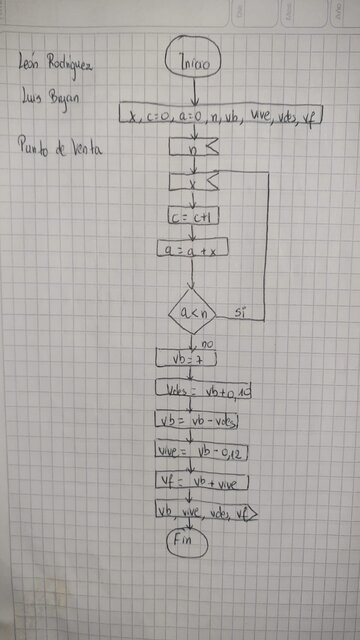 Inicio
León Rodríguez
Luis Bryan
x, c=0, a=0, n, vb, vive, vdes, vf
Punto de Venta
n
x
c = c+1
a = a + x
a < n
si
no
vb = 7
Vdes = vb+0,10
vb = vb - vdes
vive = vb-0,12
vf = vb + vive
vb, vive, vdes, vf
Fin